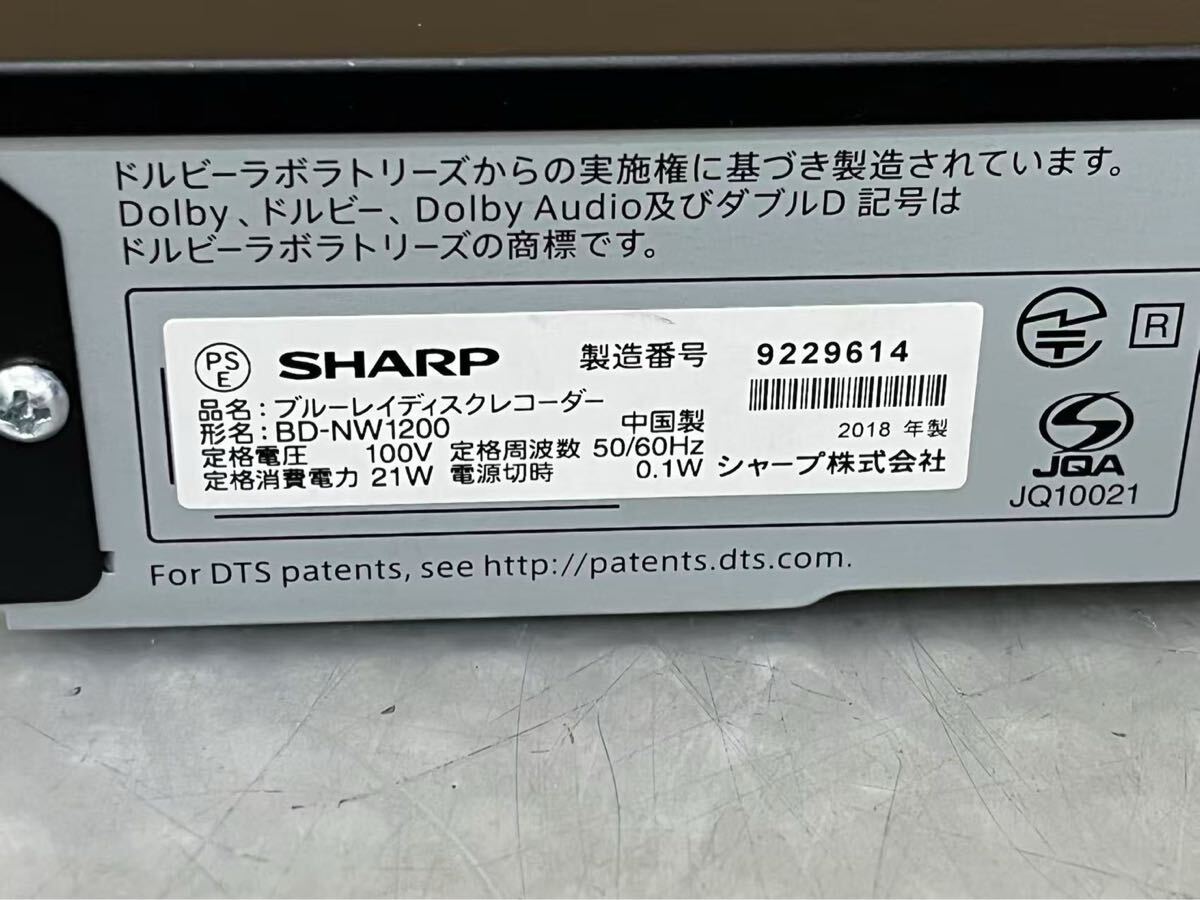 ドルビーラボラトリーズからの実施権に基づき製造されています。
Dolby、ドルビー、Dolby Audio及びダブルD 記号は
ドルビーラボラトリーズの商標です。
PS
E
SHARP
製造番号 9229614
品名：ブルーレイディスクレコーダー
形名：BD-NW1200 中国製
2018 年製
定格電圧 100V 定格周波数 50/60Hz
定格消費電力 21W 電源切時 0.1W シャープ株式会社
R
JQA
JQ10021
For DTS patents, see http://patents.dts.com.